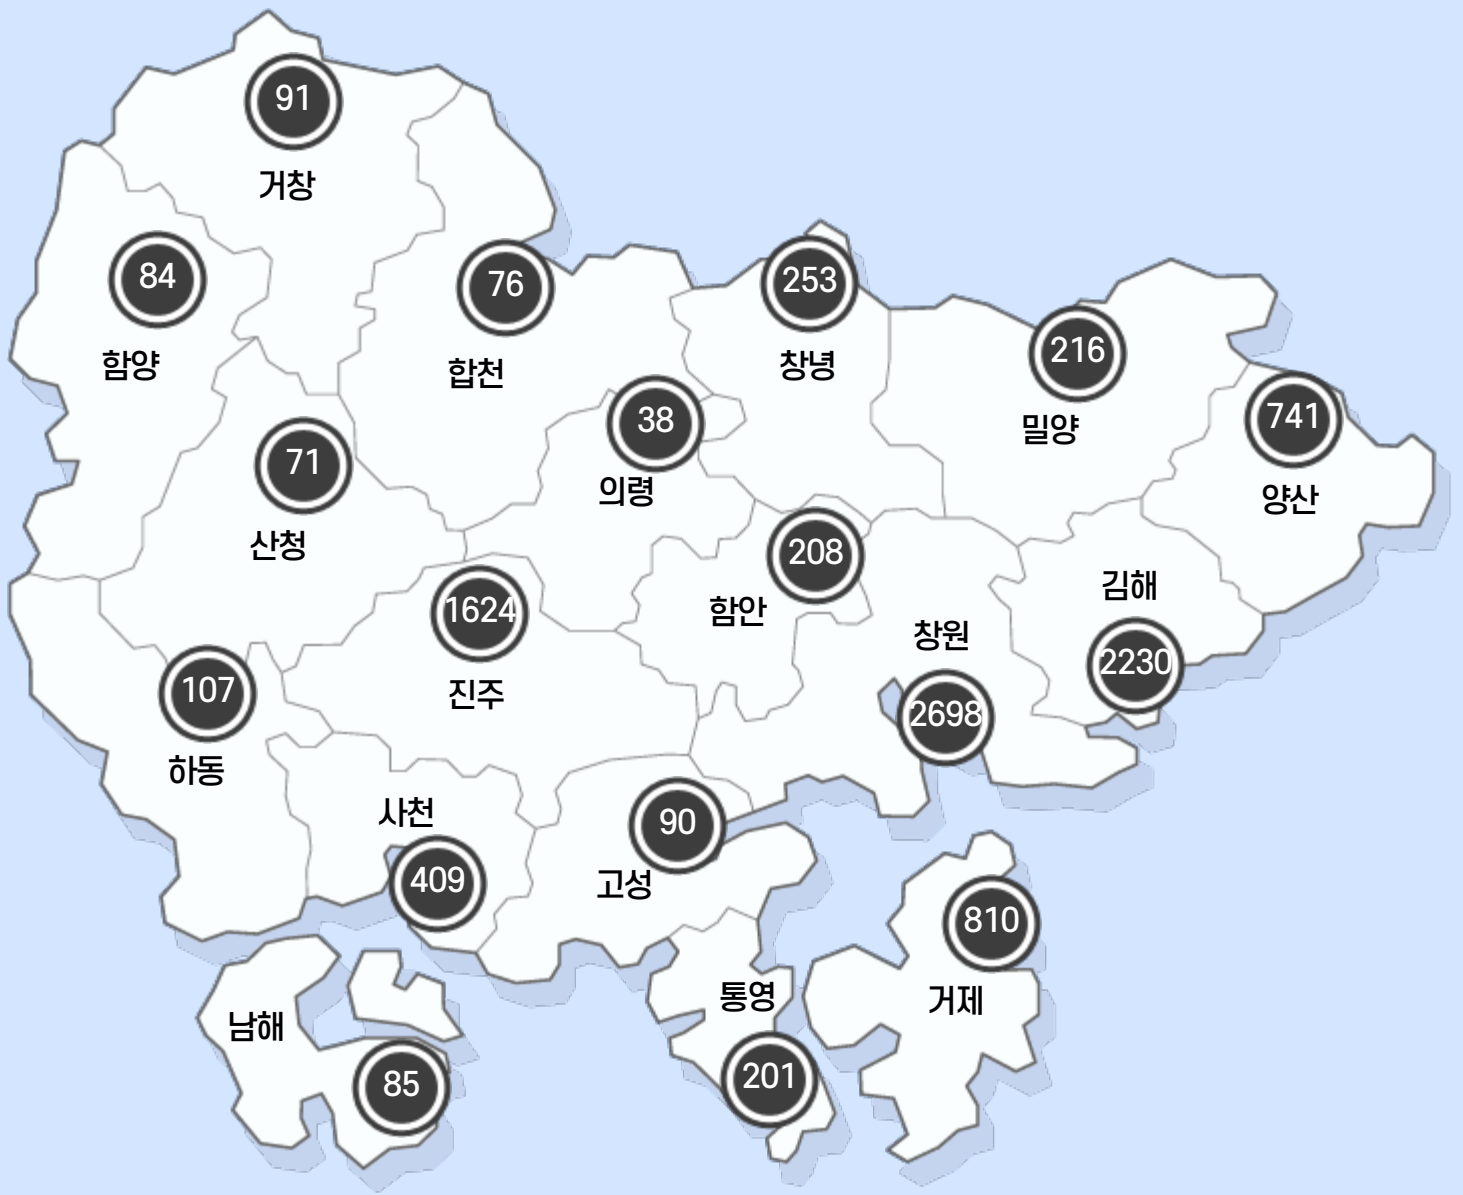 91
거창
84
함양
76
합천
253
창녕
216
밀양
741
양산
38
의령
71
산청
208
함안
김해
2230
1624
진주
창원
2698
107
하동
사천
409
90
고성
810
거제
통영
201
남해
85